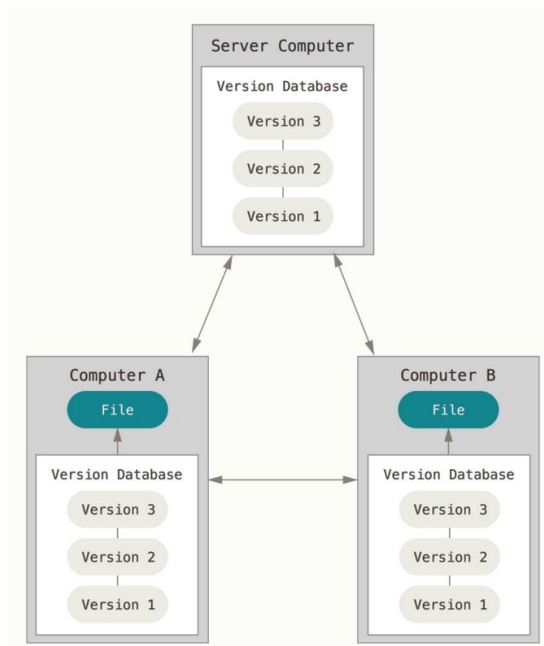 Server Computer
Version Database
Version 3
Version 2
Version 1
Computer A
File
Version Database
Version 3
Version 2
Version 1
Computer B
File
Version Database
Version 3
Version 2
Version 1